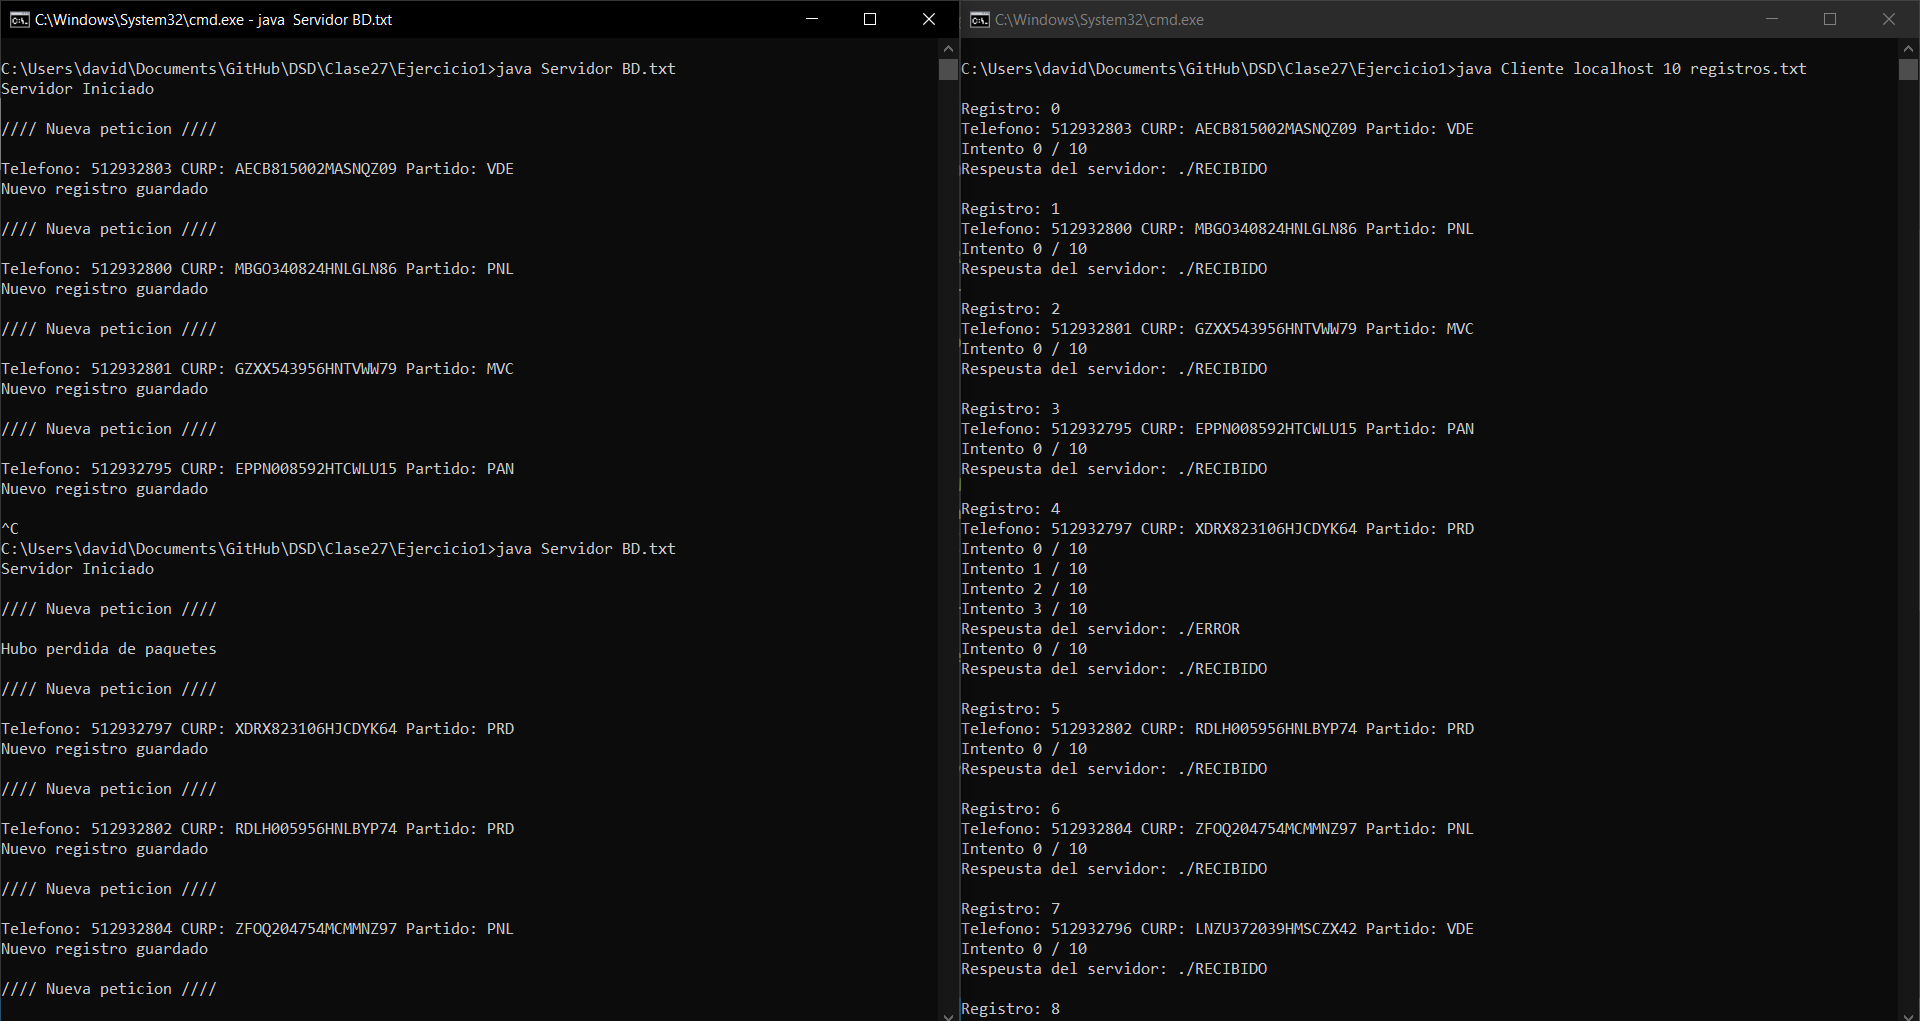 C:\Windows\System32\cmd.exe - java  Servidor BD.txt
C:\Users\david\Documents\GitHub\DSD\Clase27\Ejercicio1>java Servidor BD.txt
Servidor Iniciado
//// Nueva peticion ////
Telefono: 512932803 CURP: AECB815002MASNQZ09 Partido: VDE
Nuevo registro guardado
//// Nueva peticion ////
Telefono: 512932800 CURP: MBGO340824HNLGLN86 Partido: PNL
Nuevo registro guardado
//// Nueva peticion ////
Telefono: 512932801 CURP: GZXX543956HNTVWW79 Partido: MVC
Nuevo registro guardado
//// Nueva peticion ////
Telefono: 512932795 CURP: EPPN008592HTCWLU15 Partido: PAN
Nuevo registro guardado
^C
C:\Users\david\Documents\GitHub\DSD\Clase27\Ejercicio1>java Servidor BD.txt
Servidor Iniciado
//// Nueva peticion ////
Hubo perdida de paquetes
//// Nueva peticion ////
Telefono: 512932797 CURP: XDRX823106HJCDYK64 Partido: PRD
Nuevo registro guardado
//// Nueva peticion ////
Telefono: 512932802 CURP: RDLH005956HNLBYP74 Partido: PRD
Nuevo registro guardado
//// Nueva peticion ////
Telefono: 512932804 CURP: ZFOQ204754MCMMNZ97 Partido: PNL
Nuevo registro guardado
//// Nueva peticion ////
C:\Windows\System32\cmd.exe
C:\Users\david\Documents\GitHub\DSD\Clase27\Ejercicio1>java Cliente localhost 10 registros.txt
Registro: 0
Telefono: 512932803 CURP: AECB815002MASNQZ09 Partido: VDE
Intento 0 / 10
Respeusta del servidor: ./RECIBIDO
Registro: 1
Telefono: 512932800 CURP: MBGO340824HNLGLN86 Partido: PNL
Intento 0 / 10
Respeusta del servidor: ./RECIBIDO
Registro: 2
Telefono: 512932801 CURP: GZXX543956HNTVWW79 Partido: MVC
Intento 0 / 10
Respeusta del servidor: ./RECIBIDO
Registro: 3
Telefono: 512932795 CURP: EPPN008592HTCWLU15 Partido: PAN
Intento 0 / 10
Respeusta del servidor: ./RECIBIDO
Registro: 4
Telefono: 512932797 CURP: XDRX823106HJCDYK64 Partido: PRD
Intento 0 / 10
Intento 1 / 10
Intento 2 / 10
Intento 3 / 10
Respeusta del servidor: ./ERROR
Intento 0 / 10
Respeusta del servidor: ./RECIBIDO
Registro: 5
Telefono: 512932802 CURP: RDLH005956HNLBYP74 Partido: PRD
Intento 0 / 10
Respeusta del servidor: ./RECIBIDO
Registro: 6
Telefono: 512932804 CURP: ZFOQ204754MCMMNZ97 Partido: PNL
Intento 0 / 10
Respeusta del servidor: ./RECIBIDO
Registro: 7
Telefono: 512932796 CURP: LNZU372039HMSCZX42 Partido: VDE
Intento 0 / 10
Respeusta del servidor: ./RECIBIDO
Registro: 8